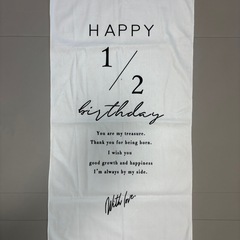 HAPPY
1/2
birthday
You are my treasure.
Thank you for being born.
I wish you
good growth and happiness
I'm always by my side.
With love